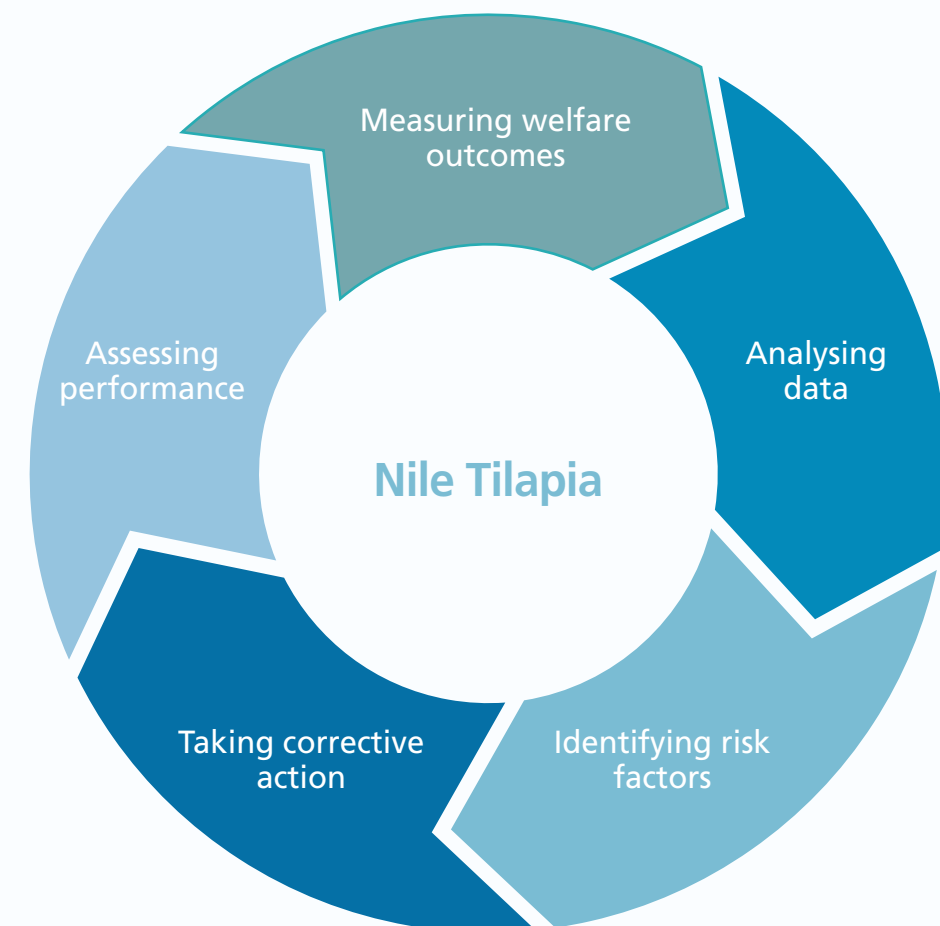 Measuring welfare
outcomes
Analysing
data
Identifying risk
factors
Taking corrective
action
Assessing
performance
Nile Tilapia